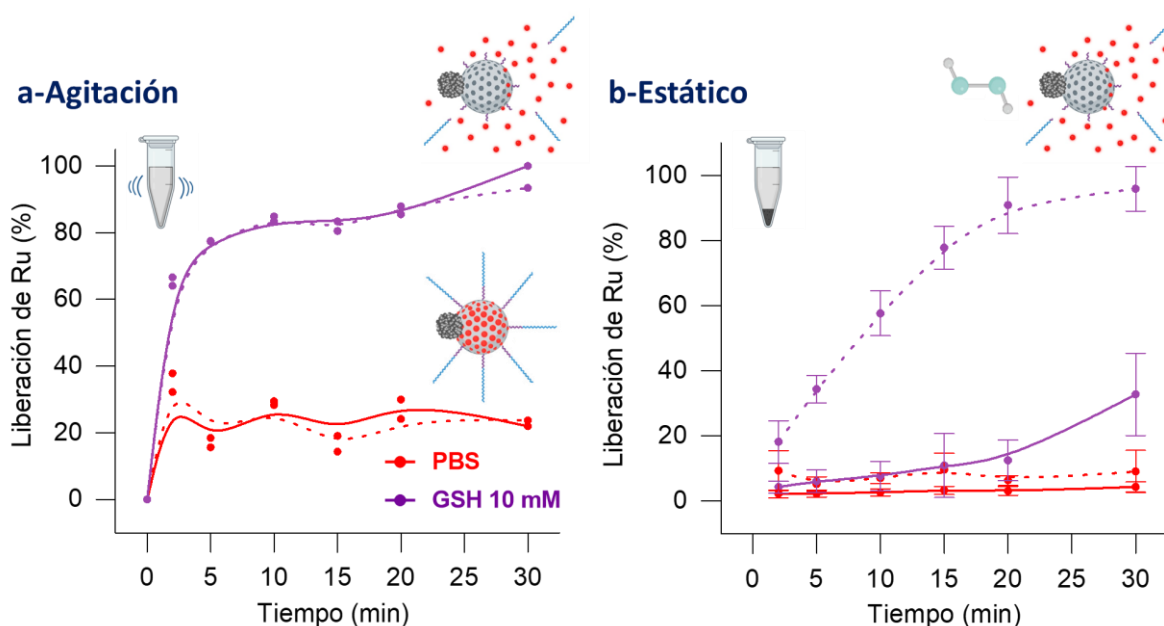 a-Agitación
Liberación de Ru (%)
100
80
60
40
20
0
PBS
GSH 10 mM
0 5 10 15 20 25 30
Tiempo (min)
b-Estático
Liberación de Ru (%)
100
80
60
40
20
0
0 5 10 15 20 25 30
Tiempo (min)